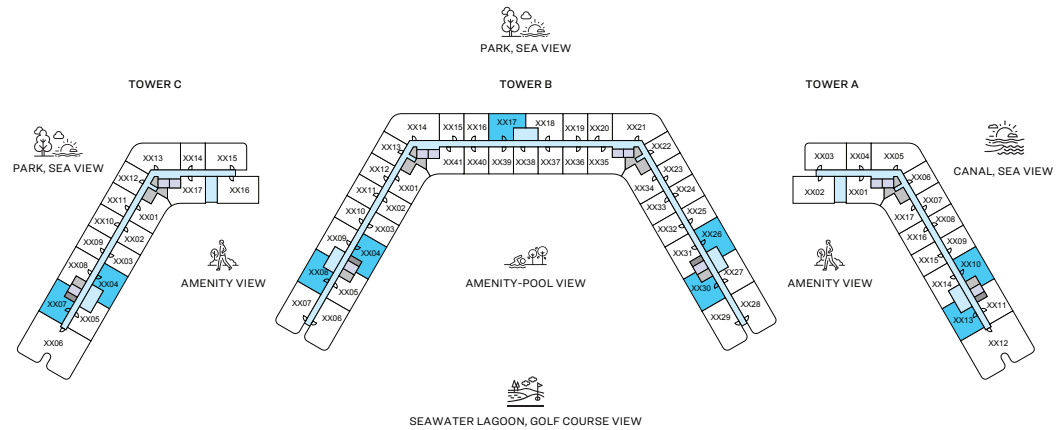 PARK, SEA VIEW
TOWER C
TOWER B
TOWER A
PARK, SEA VIEW
CANAL, SEA VIEW
XX13
XX14
XX15
XX12
XX17
XX16
XX11
XX01
XX10
XX02
XX09
XX03
XX08
XX04
XX07
XX05
XX06
AMENITY VIEW
XX14
XX15
XX16
XX17
XX18
XX19
XX20
XX21
XX13
XX41
XX40
XX39
XX38
XX37
XX36
XX35
XX22
XX12
XX01
XX34
XX23
XX11
XX02
XX33
XX24
XX10
XX03
XX32
XX25
XX09
XX04
XX31
XX26
XX08
XX05
XX30
XX27
XX07
XX06
XX29
XX28
AMENITY-POOL VIEW
XX03
XX04
XX05
XX02
XX01
XX06
XX17
XX07
XX16
XX08
XX15
XX09
XX14
XX10
XX13
XX11
XX12
AMENITY VIEW
SEAWATER LAGOON, GOLF COURSE VIEW